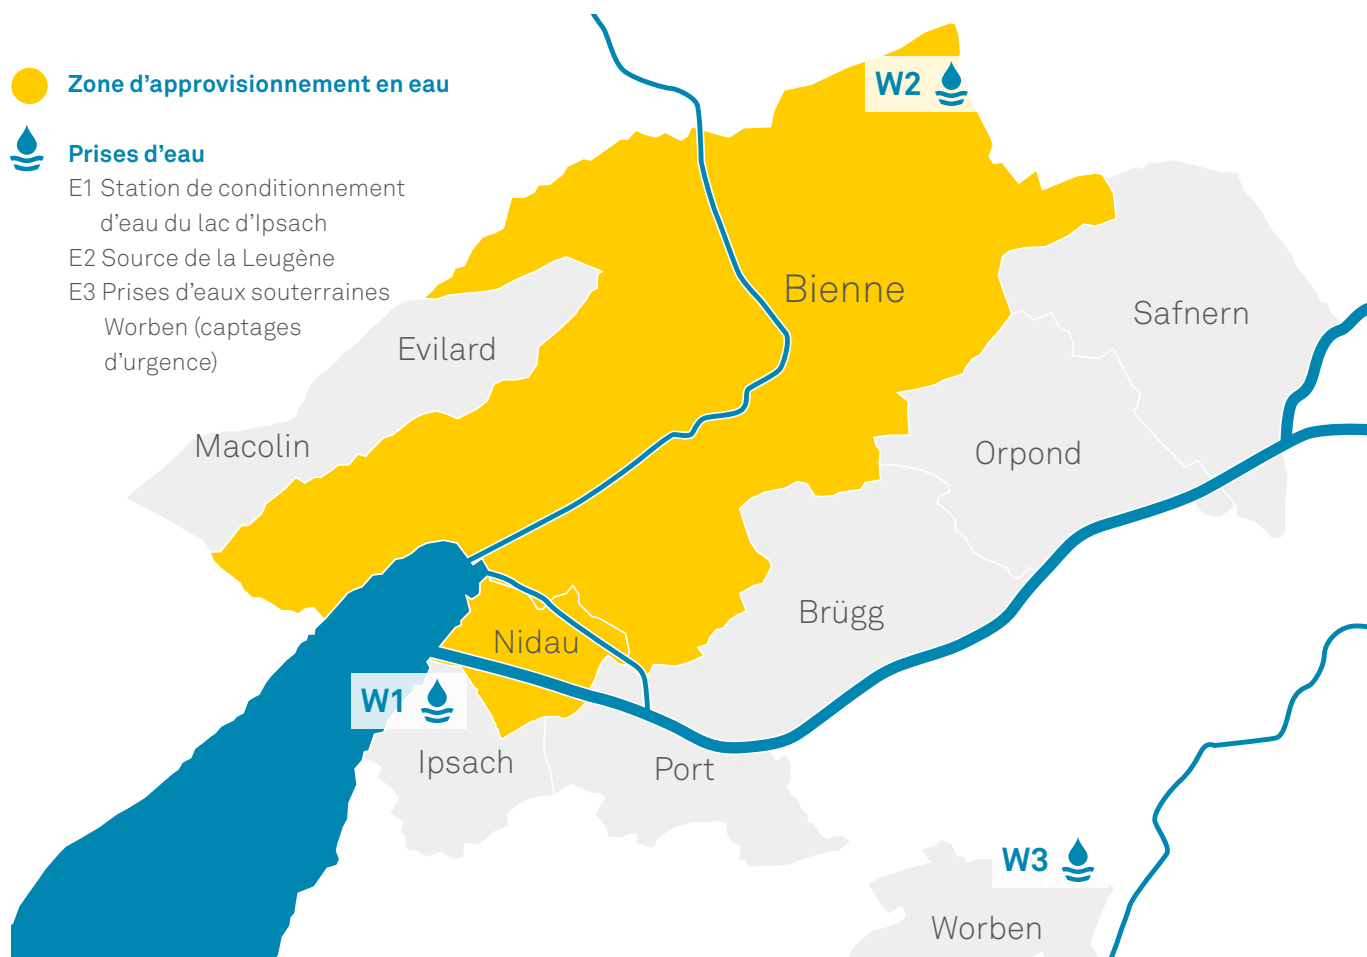 Zone d'approvisionnement en eau
Prises d'eau
E1 Station de conditionnement
d'eau du lac d'Ipsach
E2 Source de la Leugène
E3 Prises d'eaux souterraines
Worben (captages
d'urgence)
W2
Bienne
Safnern
Evilard
Macolin
Orpond
Brügg
Nidau
W1
Ipsach
Port
W3
Worben